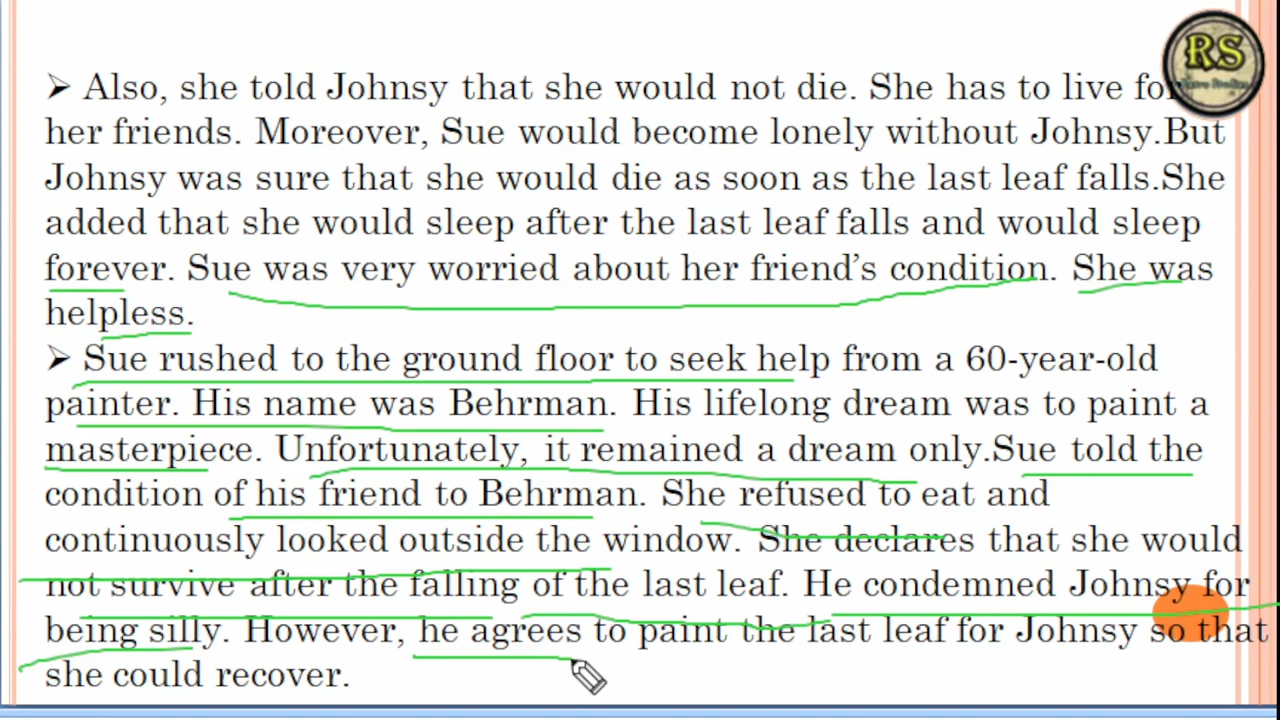 RS
➢ Also, she told Johnsy that she would not die. She has to live for
her friends. Moreover, Sue would become lonely without Johnsy.But
Johnsy was sure that she would die as soon as the last leaf falls.She
added that she would sleep after the last leaf falls and would sleep
forever. Sue was very worried about her friend’s condition. She was
helpless.
➢ Sue rushed to the ground floor to seek help from a 60-year-old
painter. His name was Behrman. His lifelong dream was to paint a
masterpiece. Unfortunately, it remained a dream only.Sue told the
condition of his friend to Behrman. She refused to eat and
continuously looked outside the window. She declares that she would
not survive after the falling of the last leaf. He condemned Johnsy for
being silly. However, he agrees to paint the last leaf for Johnsy so that
she could recover.